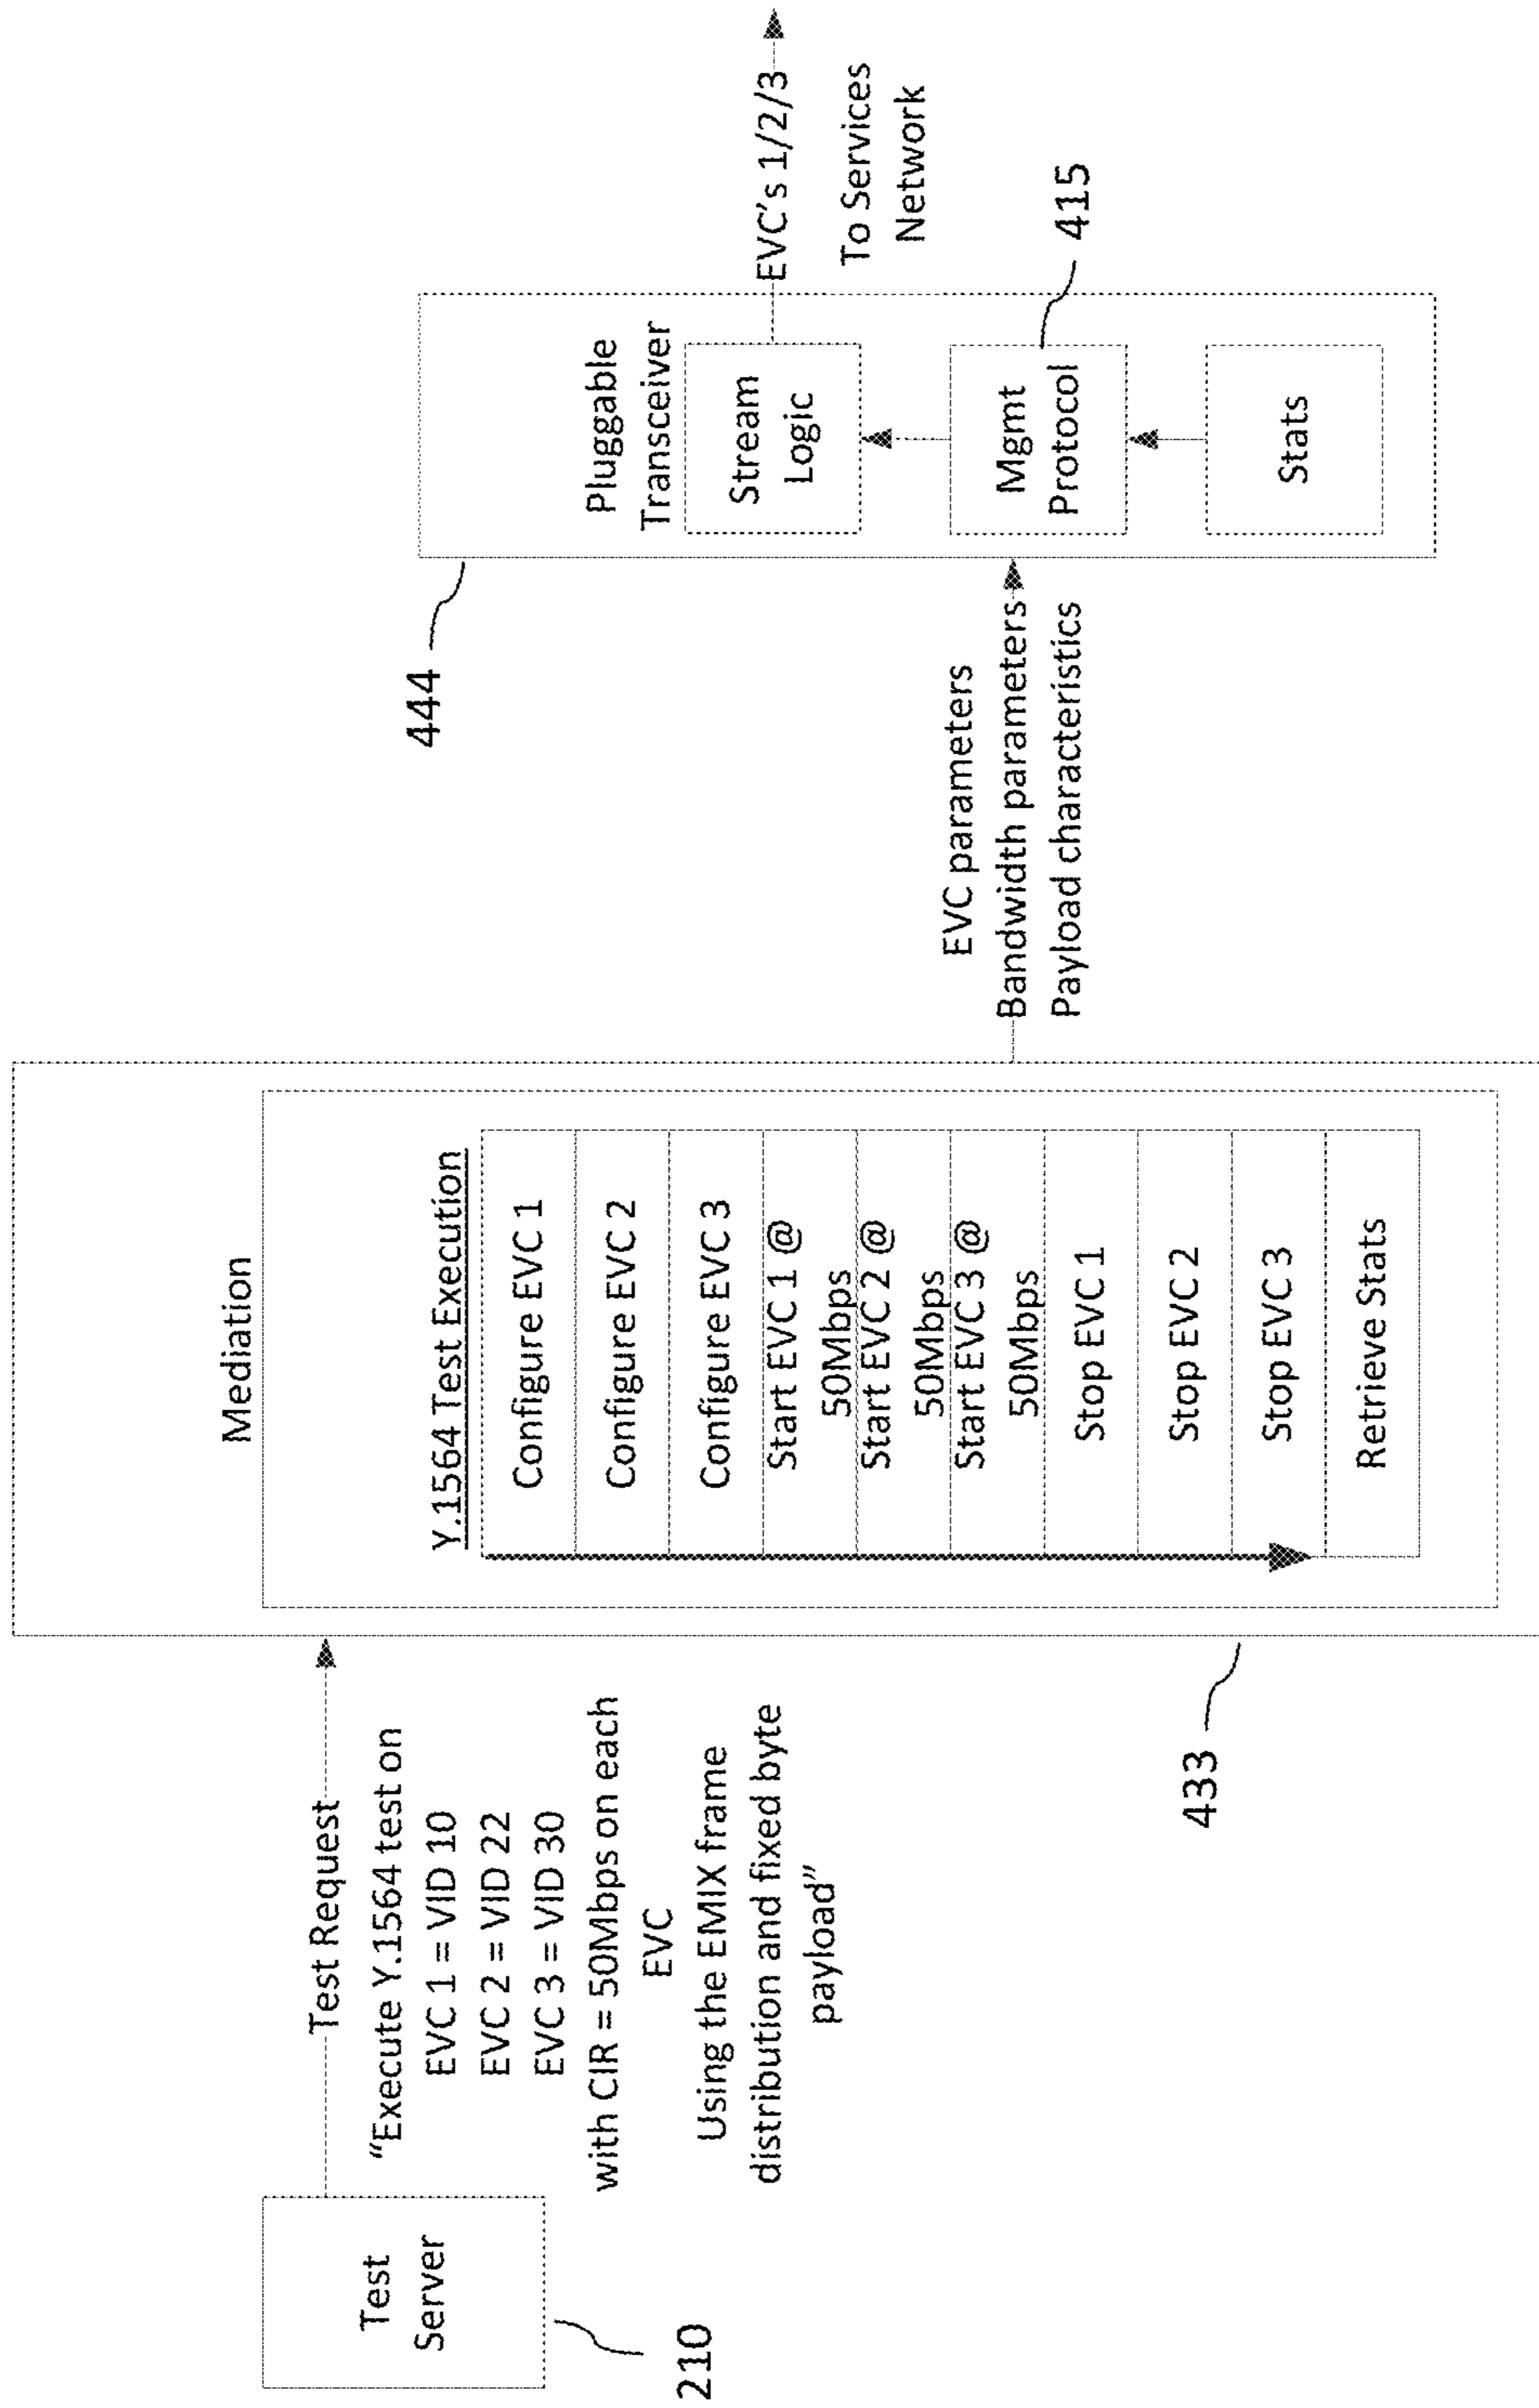 Test
Server
210
Test Request
“Execute Y.1564 test on
EVC 1 = VID 10
EVC 2 = VID 22
EVC 3 = VID 30
with CIR = 50Mbps on each
EVC
Using the EMIX frame
distribution and fixed byte
payload”
Mediation
Y.1564 Test Execution
Configure EVC 1
Configure EVC 2
Configure EVC 3
Start EVC 1 @
50Mbps
Start EVC 2 @
50Mbps
Start EVC 3 @
50Mbps
Stop EVC 1
Stop EVC 2
Stop EVC 3
Retrieve Stats
433
EVC parameters
Bandwidth parameters
Payload characteristics
444
Pluggable
Transceiver
Stream
Logic
Mgmt
Protocol
Stats
415
EVC's 1/2/3
To Services
Network